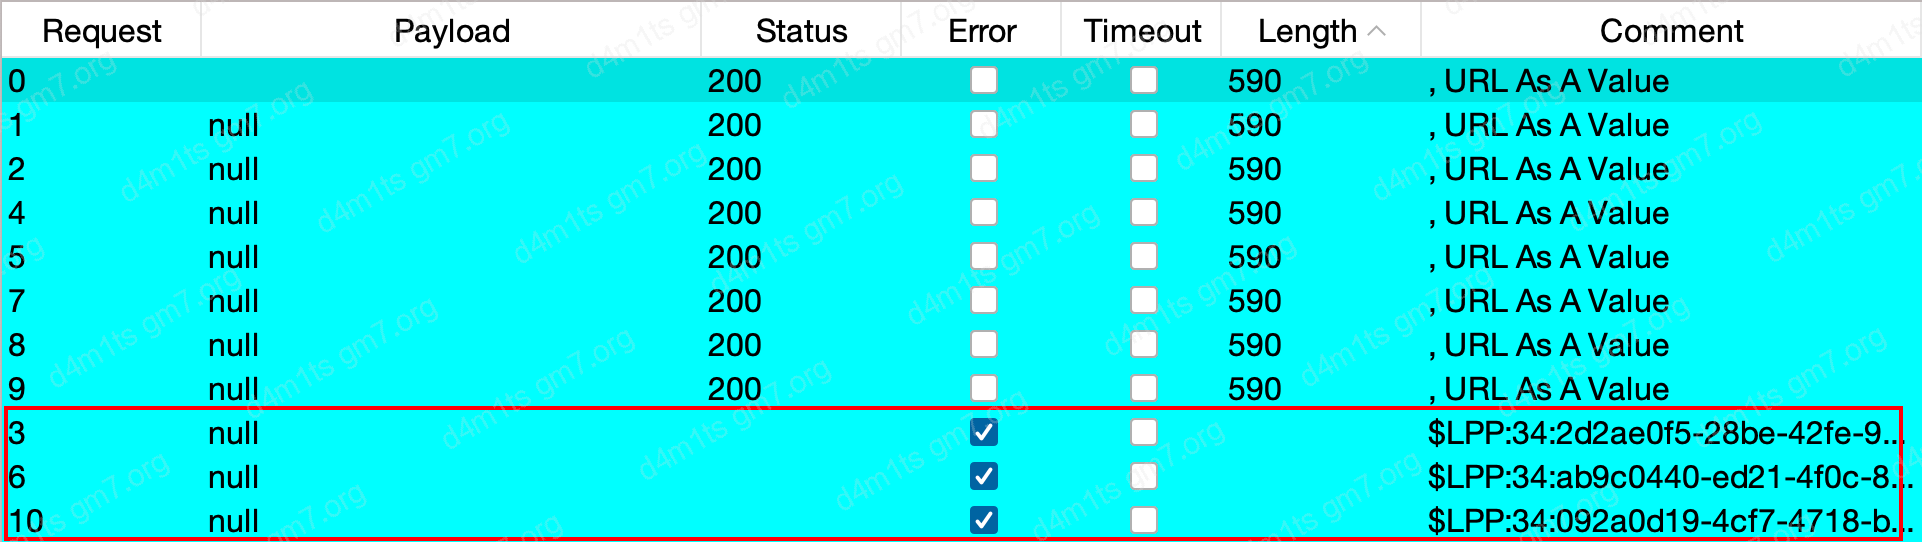 Request Payload Status Error Timeout Length Comment
0 200 590 , URL As A Value
1 null 200 590 , URL As A Value
2 null 200 590 , URL As A Value
4 null 200 590 , URL As A Value
5 null 200 590 , URL As A Value
7 null 200 590 , URL As A Value
8 null 200 590 , URL As A Value
9 null 200 590 , URL As A Value
3 null $LPP:34:2d2ae0f5-28be-42fe-9...
6 null $LPP:34:ab9c0440-ed21-4f0c-8...
10 null $LPP:34:092a0d19-4cf7-4718-b...
d4m1ts gm7.org